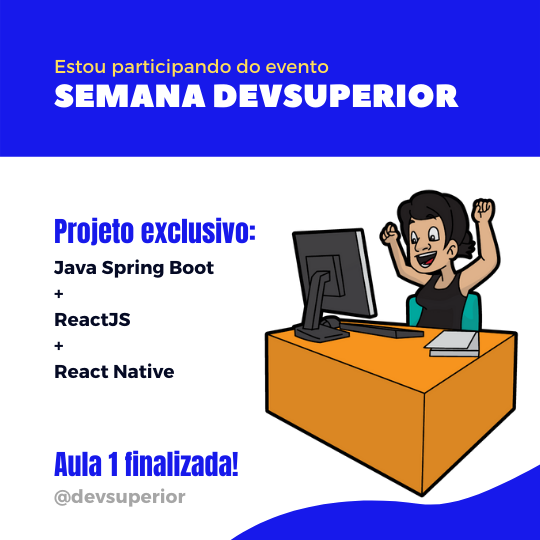 Estou participando do evento
SEMANA DEVSUPERIOR
Projeto exclusivo:
Java Spring Boot
+
ReactJS
+
React Native
Aula 1 finalizada!
@devsuperior